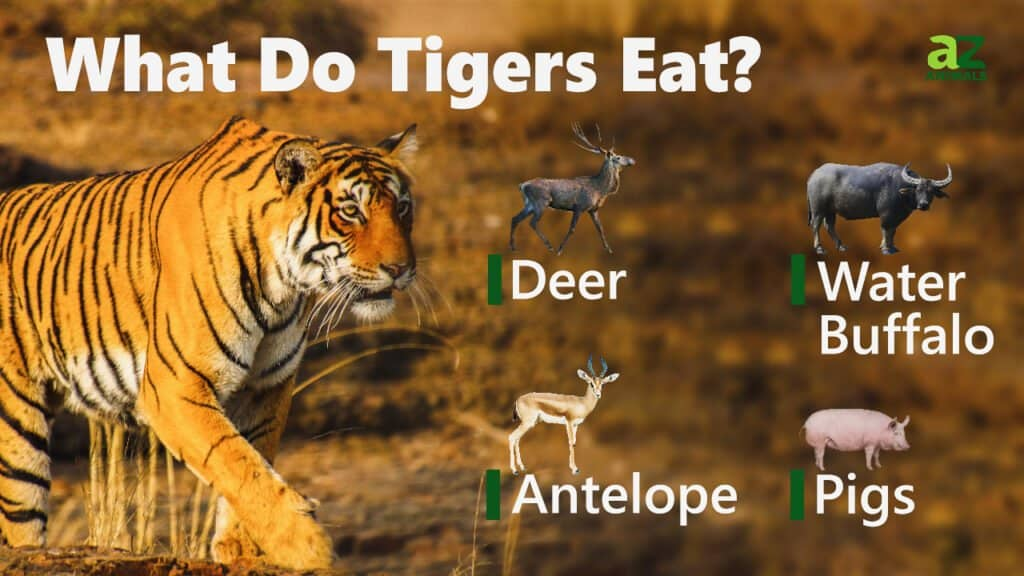 What Do Tigers Eat?
az
ANIMALS
Deer
Water
Buffalo
Antelope
Pigs